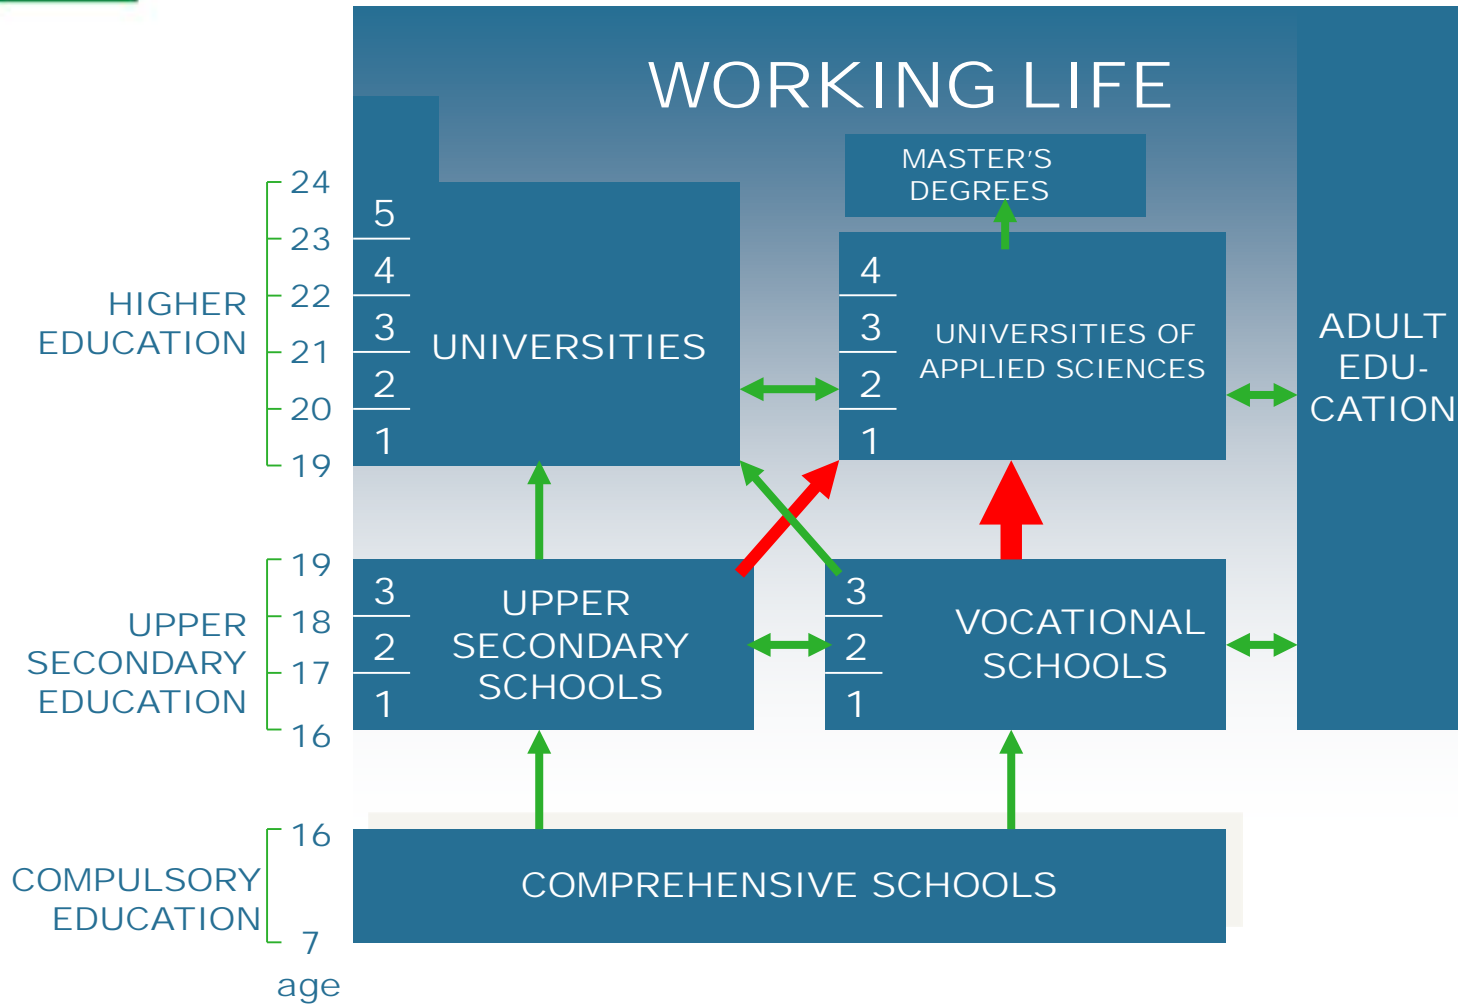 WORKING LIFE
MASTER'S
DEGREES
24
23
22
21
20
19
HIGHER
EDUCATION
5
4
3
2
1
UNIVERSITIES
4
3
2
1
UNIVERSITIES OF
APPLIED SCIENCES
ADULT
EDU-
CATION
19
18
17
16
UPPER
SECONDARY
EDUCATION
3
2
1
UPPER
SECONDARY
SCHOOLS
3
2
1
VOCATIONAL
SCHOOLS
16
7
age
COMPULSORY
EDUCATION
COMPREHENSIVE SCHOOLS